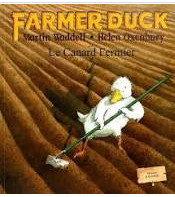 FARMER DUCK
Martin Waddell • Helen Oxenbury
Le Canard Fermier